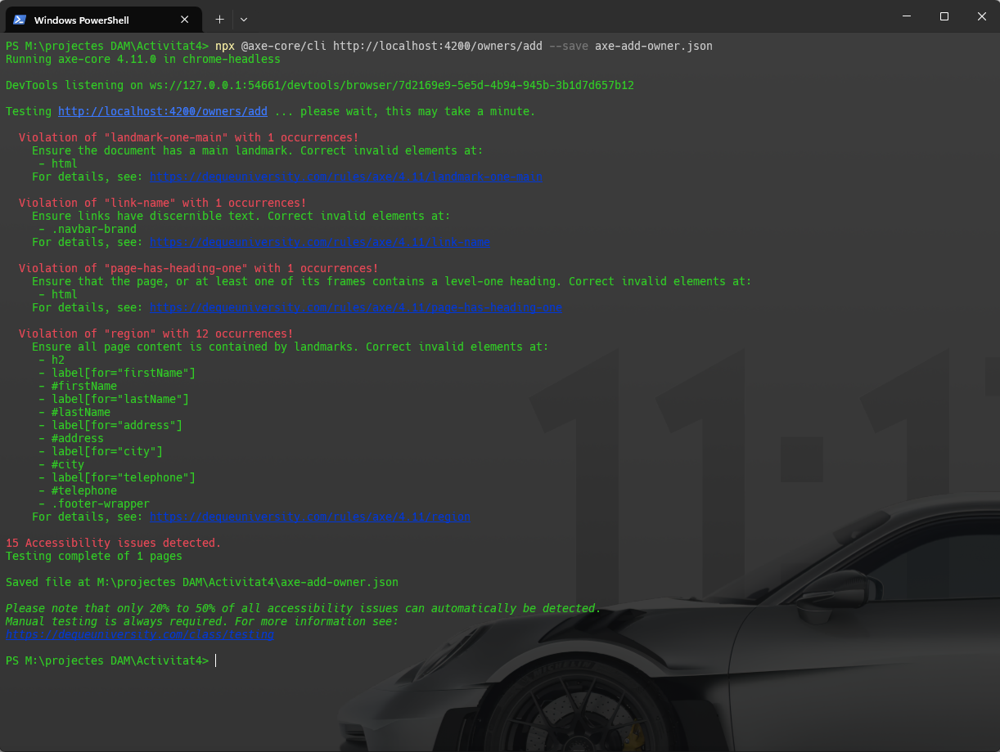 Windows PowerShell
PS M:\projectes DAM\Activitat4> npx @axe-core/cli http://localhost:4200/owners/add --save axe-add-owner.json
Running axe-core 4.11.0 in chrome-headless
DevTools listening on ws://127.0.0.1:54661/devtools/browser/7d2169e9-5e5d-4b94-945b-3b1d7d657b12
Testing http://localhost:4200/owners/add ... please wait, this may take a minute.
Violation of "landmark-one-main" with 1 occurrences!
Ensure the document has a main landmark. Correct invalid elements at:
- html
For details, see: https://dequeuniversity.com/rules/axe/4.11/landmark-one-main
Violation of "link-name" with 1 occurrences!
Ensure links have discernible text. Correct invalid elements at:
- .navbar-brand
For details, see: https://dequeuniversity.com/rules/axe/4.11/link-name
Violation of "page-has-heading-one" with 1 occurrences!
Ensure that the page, or at least one of its frames contains a level-one heading. Correct invalid elements at:
- html
For details, see: https://dequeuniversity.com/rules/axe/4.11/page-has-heading-one
Violation of "region" with 12 occurrences!
Ensure all page content is contained by landmarks. Correct invalid elements at:
- h2
- label[for="firstName"]
- #firstName
- label[for="lastName"]
- #lastName
- label[for="address"]
- #address
- label[for="city"]
- #city
- label[for="telephone"]
- #telephone
- .footer-wrapper
For details, see: https://dequeuniversity.com/rules/axe/4.11/region
15 Accessibility issues detected.
Testing complete of 1 pages
Saved file at M:\projectes DAM\Activitat4\axe-add-owner.json
Please note that only 20% to 50% of all accessibility issues can automatically be detected.
Manual testing is always required. For more information see:
https://dequeuniversity.com/class/testing
PS M:\projectes DAM\Activitat4>